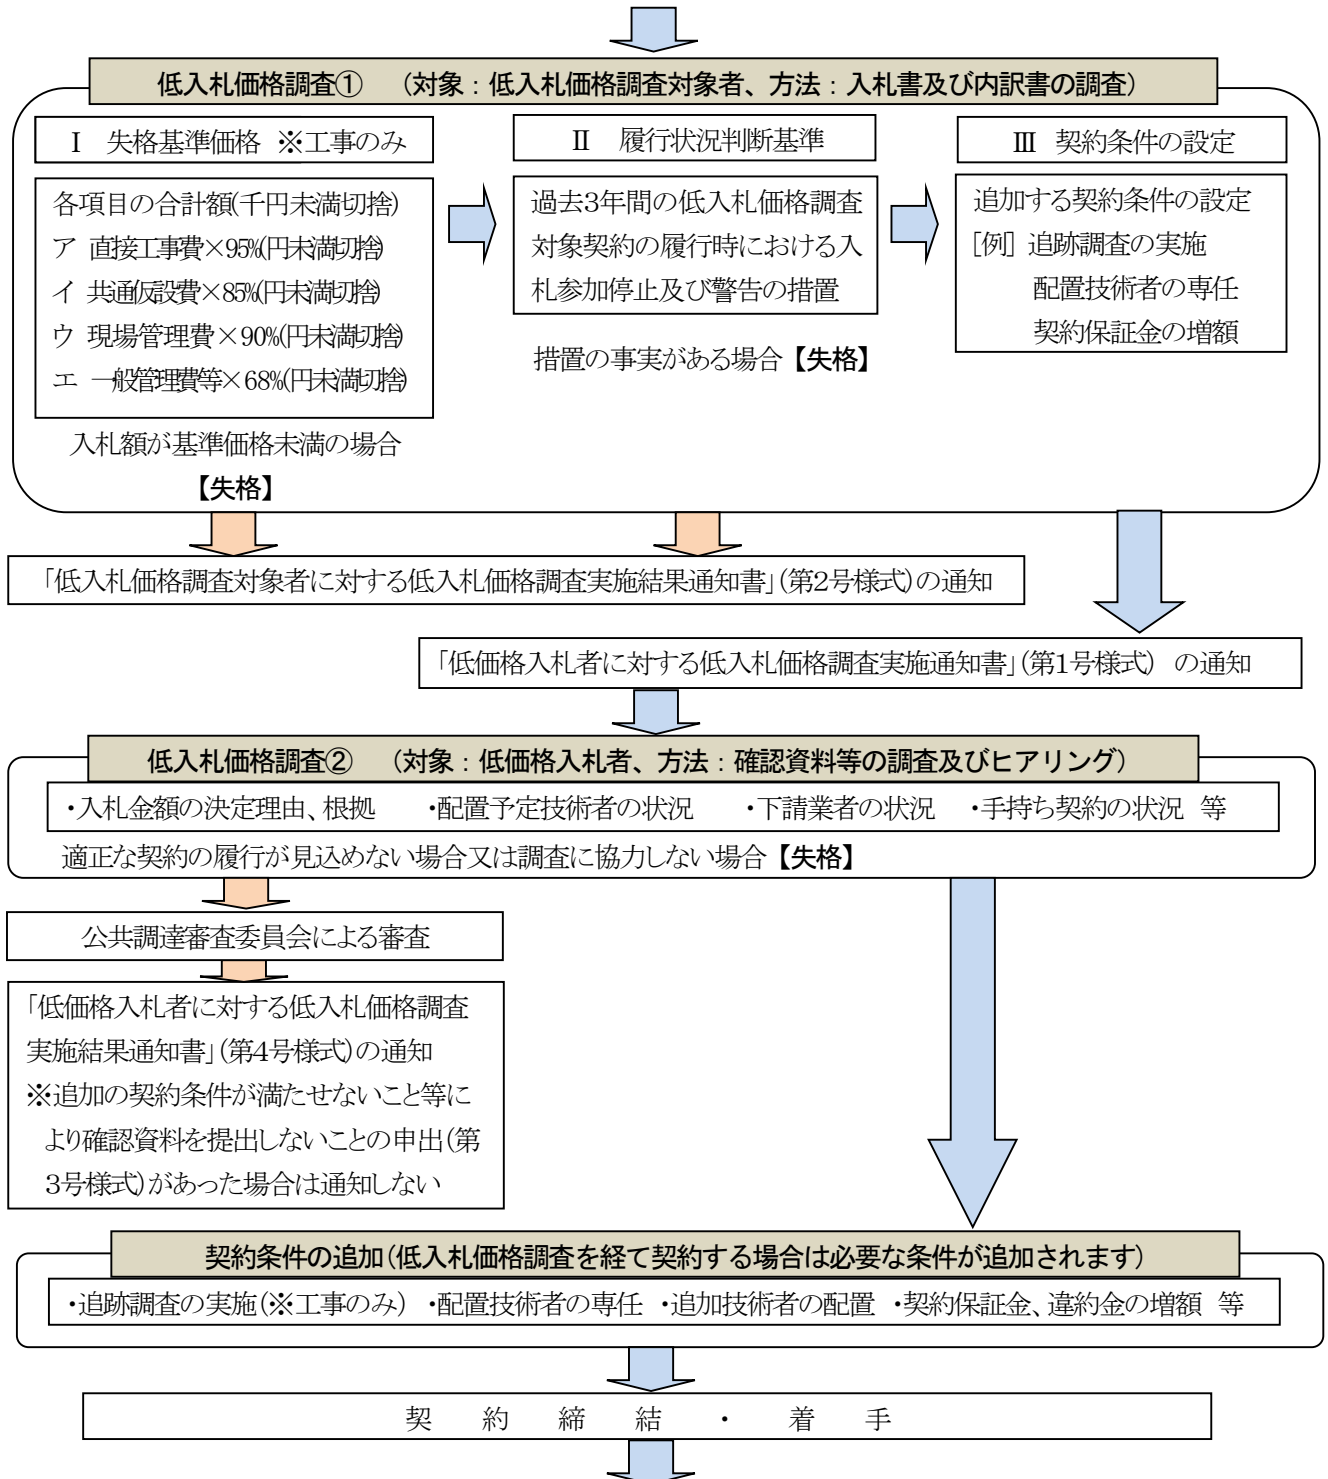 低入札価格調査① （対象：低入札価格調査対象者、方法：入札書及び内訳書の調査）
Ⅰ 失格基準価格 ※工事のみ
各項目の合計額(千円未満切捨)
ア 直接工事費×95%(円未満切捨)
イ 共通仮設費×85%(円未満切捨)
ウ 現場管理費×90%(円未満切捨)
エ 一般管理費等×68%(円未満切捨)
入札額が基準価格未満の場合
【失格】
Ⅱ 履行状況判断基準
過去3年間の低入札価格調査
対象契約の履行時における入
札参加停止及び警告の措置
措置の事実がある場合【失格】
Ⅲ 契約条件の設定
追加する契約条件の設定
[例] 追跡調査の実施
配置技術者の専任
契約保証金の増額
「低入札価格調査対象者に対する低入札価格調査実施結果通知書」(第2号様式)の通知
「低価格入札者に対する低入札価格調査実施通知書」(第1号様式) の通知
低入札価格調査② （対象：低価格入札者、方法：確認資料等の調査及びヒアリング）
・入札金額の決定理由、根拠 ・配置予定技術者の状況 ・下請業者の状況 ・手持ち契約の状況 等
適正な契約の履行が見込めない場合又は調査に協力しない場合【失格】
公共調達審査委員会による審査
「低価格入札者に対する低入札価格調査
実施結果通知書」(第4号様式)の通知
※追加の契約条件が満たせないこと等に
より確認資料を提出しないことの申出(第
3号様式)があった場合は通知しない
契約条件の追加(低入札価格調査を経て契約する場合は必要な条件が追加されます)
・追跡調査の実施(※工事のみ) ・配置技術者の専任 ・追加技術者の配置 ・契約保証金、違約金の増額 等
契 約 締 結 ・ 着 手